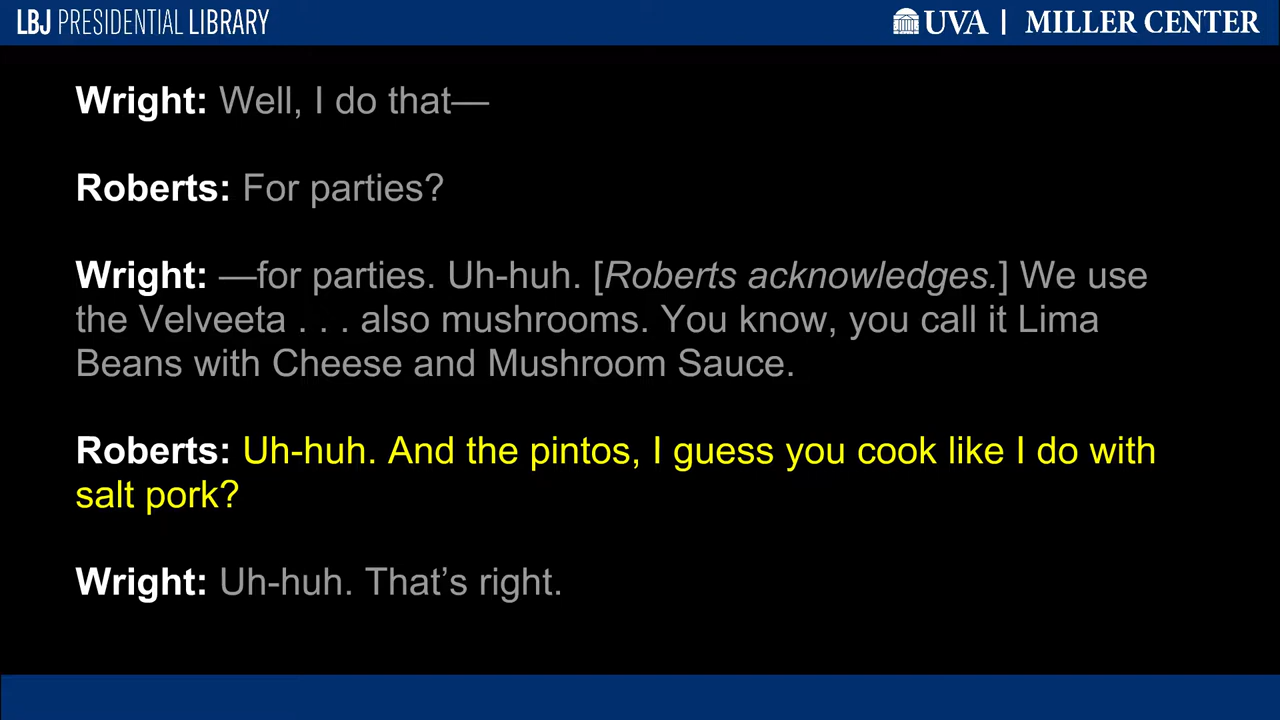 LBJ PRESIDENTIAL LIBRARY
UVA | MILLER CENTER
Wright: Well, I do that—
Roberts: For parties?
Wright: —for parties. Uh-huh. [Roberts acknowledges.] We use
the Velveeta . . . also mushrooms. You know, you call it Lima
Beans with Cheese and Mushroom Sauce.
Roberts: Uh-huh. And the pintos, I guess you cook like I do with
salt pork?
Wright: Uh-huh. That’s right.